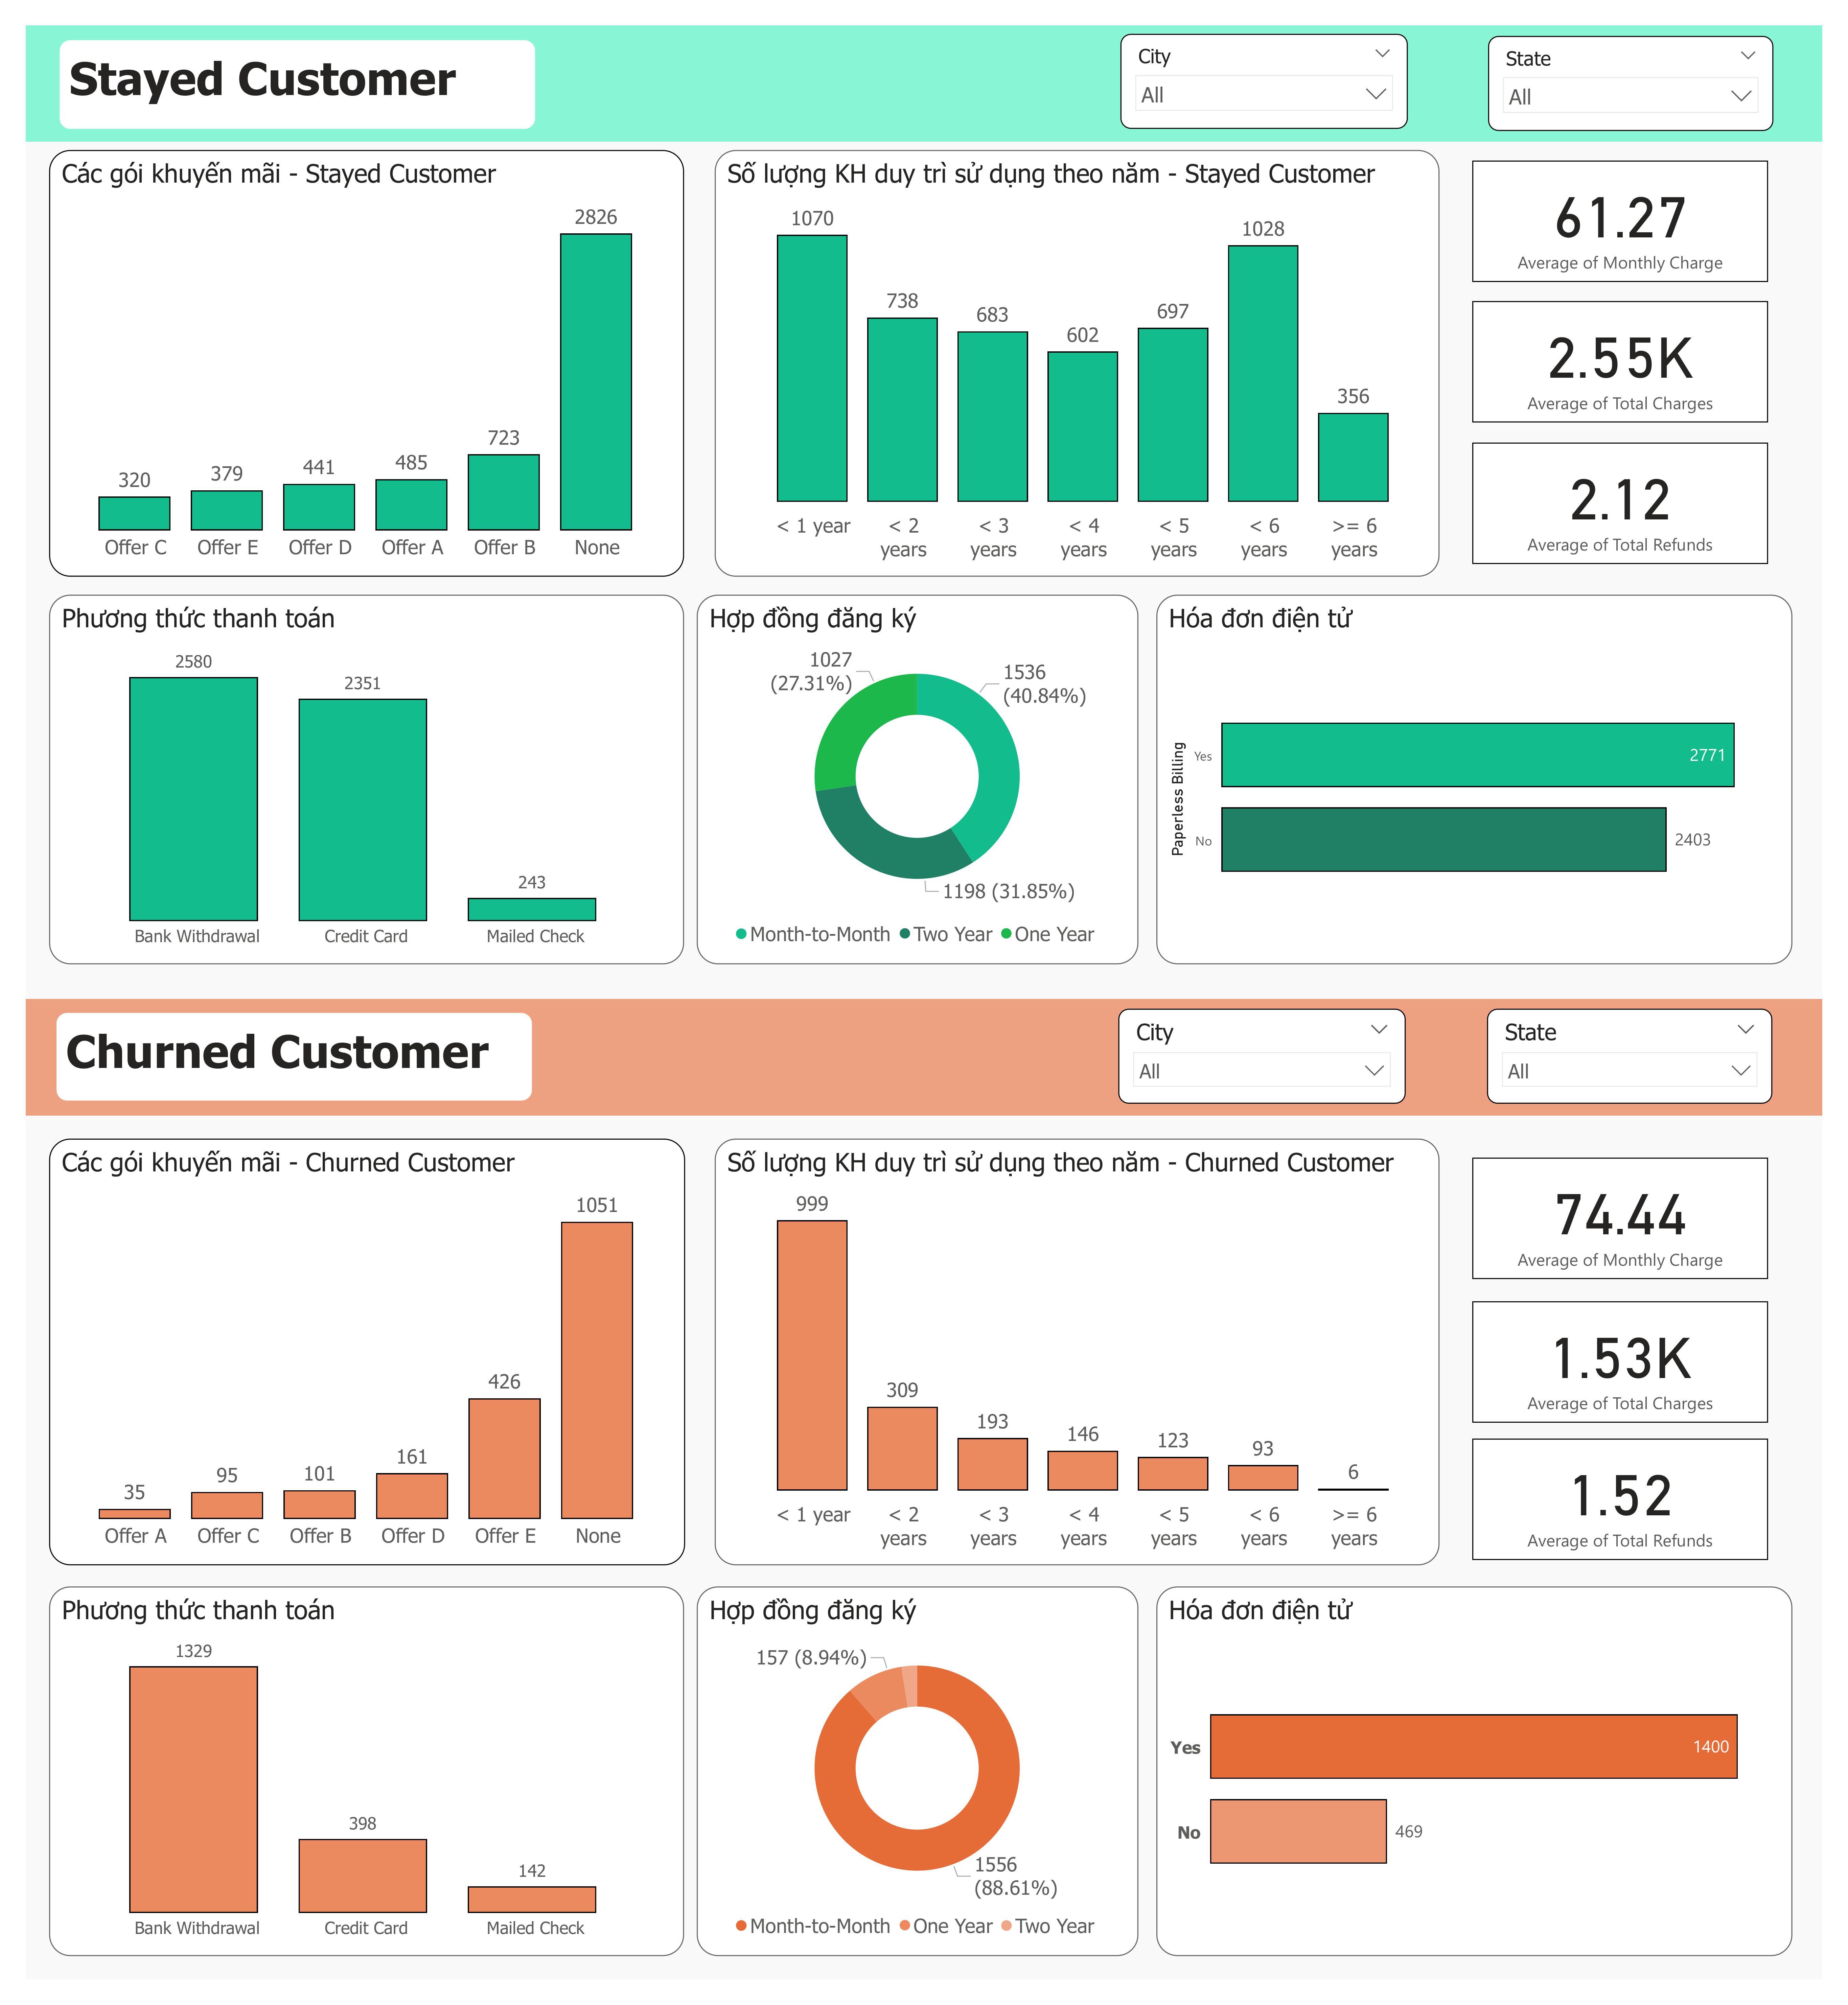 Stayed Customer
City
All
State
All
Các gói khuyến mãi - Stayed Customer
2826
723
485
441
379
320
Offer C
Offer E
Offer D
Offer A
Offer B
None
Số lượng KH duy trì sử dụng theo năm - Stayed Customer
1070
738
683
602
697
1028
356
< 1 year
< 2
years
< 3
years
< 4
years
< 5
years
< 6
years
>= 6
years
61.27
Average of Monthly Charge
2.55K
Average of Total Charges
2.12
Average of Total Refunds
Phương thức thanh toán
2580
2351
243
Bank Withdrawal
Credit Card
Mailed Check
Hợp đồng đăng ký
1027
(27.31%)
1536
(40.84%)
1198 (31.85%)
Month-to-Month
Two Year
One Year
Hóa đơn điện tử
Paperless Billing
Yes
2771
No
2403
Churned Customer
City
All
State
All
Các gói khuyến mãi - Churned Customer
1051
426
161
101
95
35
Offer A
Offer C
Offer B
Offer D
Offer E
None
Số lượng KH duy trì sử dụng theo năm - Churned Customer
999
309
193
146
123
93
6
< 1 year
< 2
years
< 3
years
< 4
years
< 5
years
< 6
years
>= 6
years
74.44
Average of Monthly Charge
1.53K
Average of Total Charges
1.52
Average of Total Refunds
Phương thức thanh toán
1329
398
142
Bank Withdrawal
Credit Card
Mailed Check
Hợp đồng đăng ký
157 (8.94%)
1556
(88.61%)
Month-to-Month
One Year
Two Year
Hóa đơn điện tử
Yes
1400
No
469